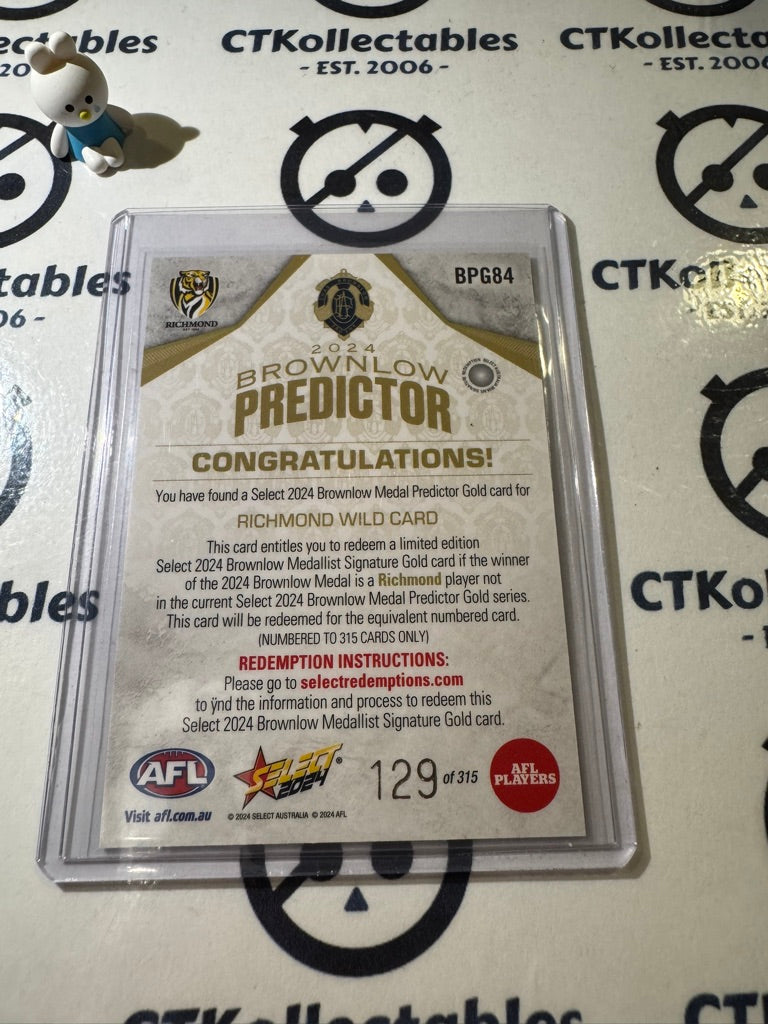 CTKollectables
- EST. 2006 -
CTKollecta
- EST. 2006
CTKol
RICHMOND
BPG84
2024
BROWNLOW
PREDICTOR
CONGRATULATIONS!
You have found a Select 2024 Brownlow Medal Predictor Gold card for
RICHMOND WILD CARD
This card entitles you to redeem a limited edition
Select 2024 Brownlow Medallist Signature Gold card if the winner
of the 2024 Brownlow Medal is a Richmond player not
in the current Select 2024 Brownlow Medal Predictor Gold series.
This card will be redeemed for the equivalent numbered card.
(NUMBERED TO 315 CARDS ONLY)
REDEMPTION INSTRUCTIONS:
Please go to selectredemptions.com
to ÿnd the information and process to redeem this
Select 2024 Brownlow Medallist Signature Gold card.
AFL
Visit afl.com.au
SELECT
2024
®
© 2024 SELECT AUSTRALIA © 2024 AFL
129 of 315
AFL
PLAYERS
tables
06 -
bles
CTKo